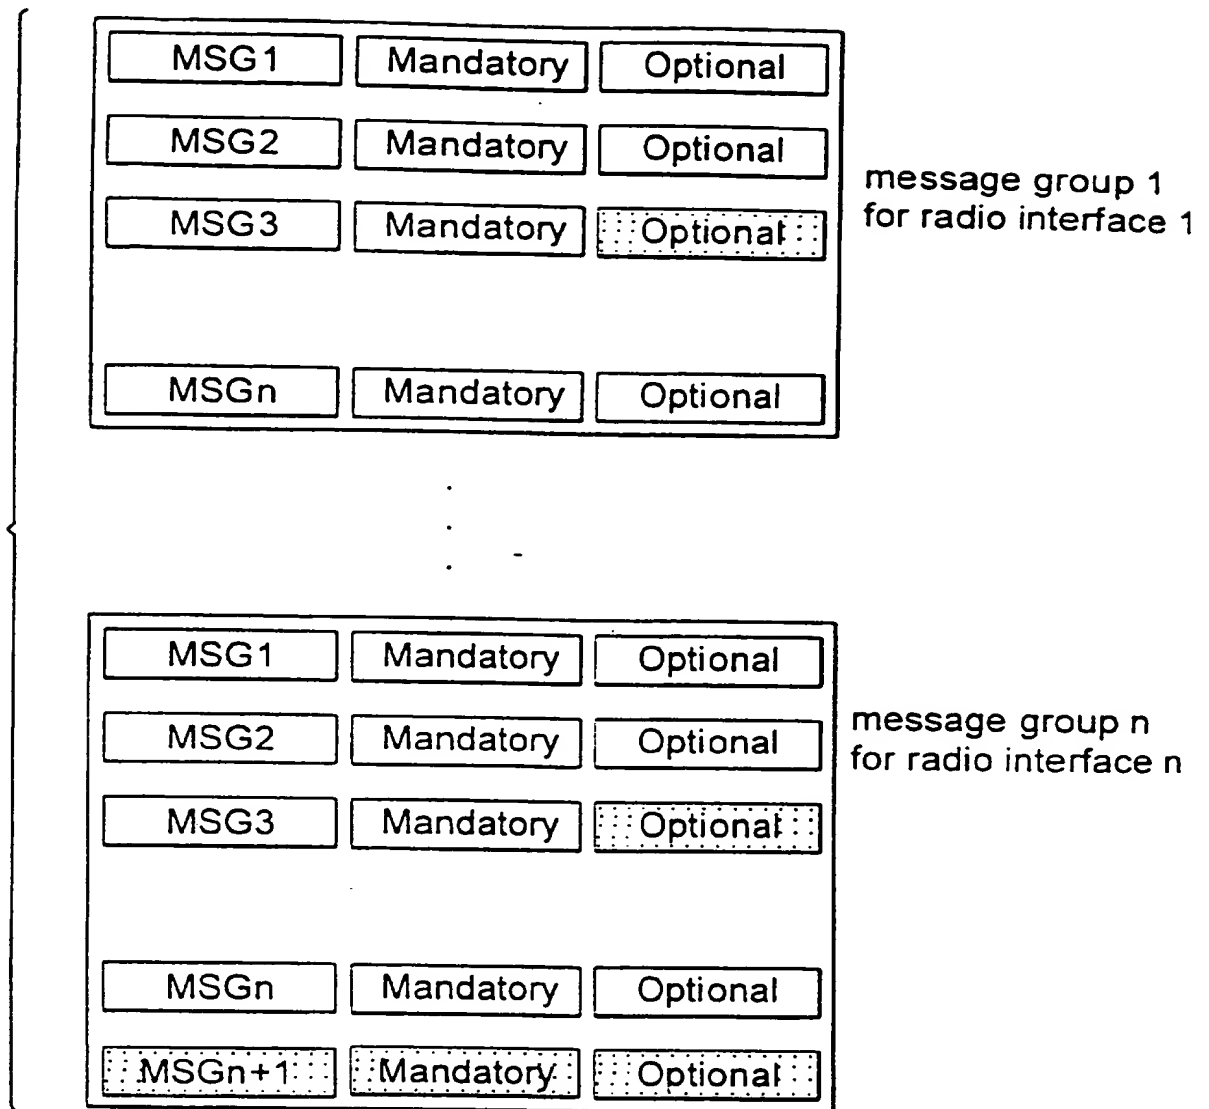 MSG1 Mandatory Optional
MSG2 Mandatory Optional
MSG3 Mandatory Optional
MSGn Mandatory Optional
message group 1
for radio interface 1
MSG1 Mandatory Optional
MSG2 Mandatory Optional
MSG3 Mandatory Optional
MSGn Mandatory Optional
MSGn+1 Mandatory Optional
message group n
for radio interface n